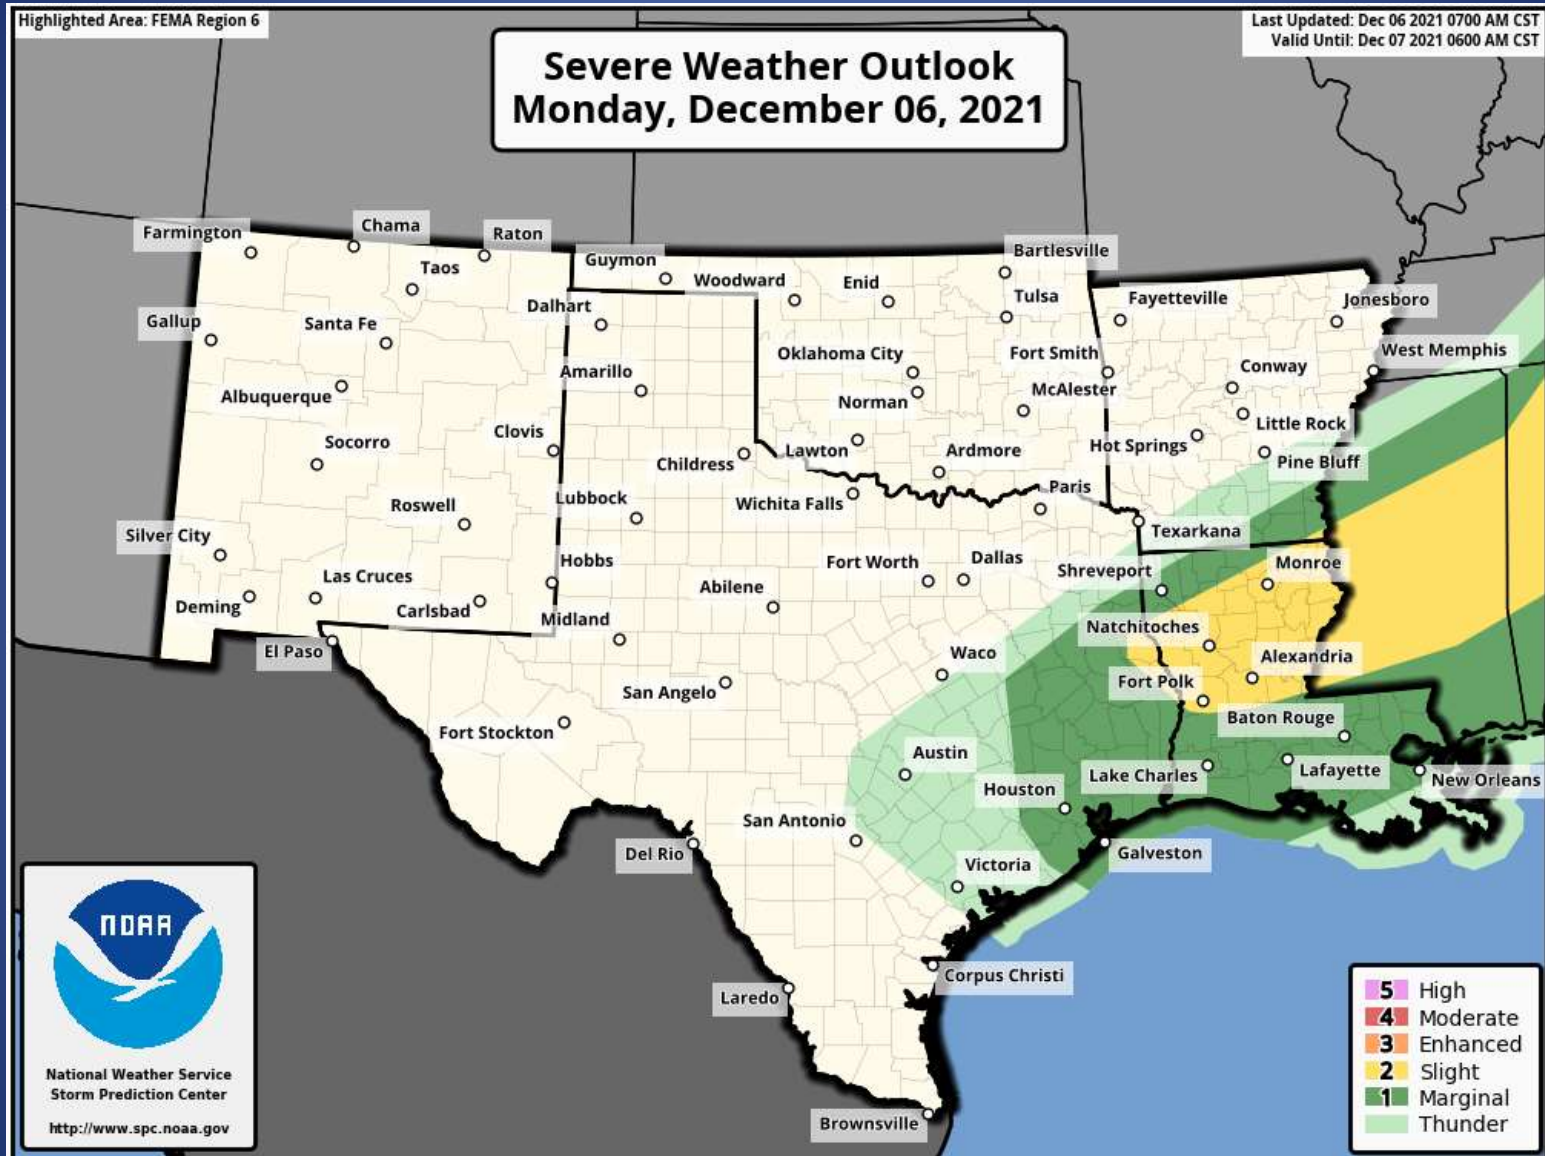 Highlighted Area: FEMA Region 6
Last Updated: Dec 06 2021 0700 AM CST
Valid Until: Dec 07 2021 0600 AM CST
Severe Weather Outlook
Monday, December 06, 2021
Farmington
Chama
Raton
Taos
Guymon
Woodward
Enid
Bartlesville
Tulsa
Fayetteville
Jonesboro
Gallup
Santa Fe
Dalhart
Oklahoma City
Fort Smith
West Memphis
Conway
Albuquerque
Amarillo
Norman
McAlester
Little Rock
Socorro
Clovis
Childress
Lawton
Ardmore
Hot Springs
Pine Bluff
Roswell
Lubbock
Wichita Falls
Paris
Texarkana
Silver City
Hobbs
Fort Worth
Dallas
Shreveport
Monroe
Las Cruces
Deming
Carlsbad
Midland
Abilene
Natchitoches
El Paso
Waco
Alexandria
San Angelo
Fort Polk
Fort Stockton
Baton Rouge
Austin
Lake Charles
Lafayette
New Orleans
Houston
San Antonio
Del Rio
Victoria
Galveston
Corpus Christi
Laredo
Brownsville
NOAA
National Weather Service
Storm Prediction Center
http://www.spc.noaa.gov
5 High
4 Moderate
3 Enhanced
2 Slight
1 Marginal
Thunder